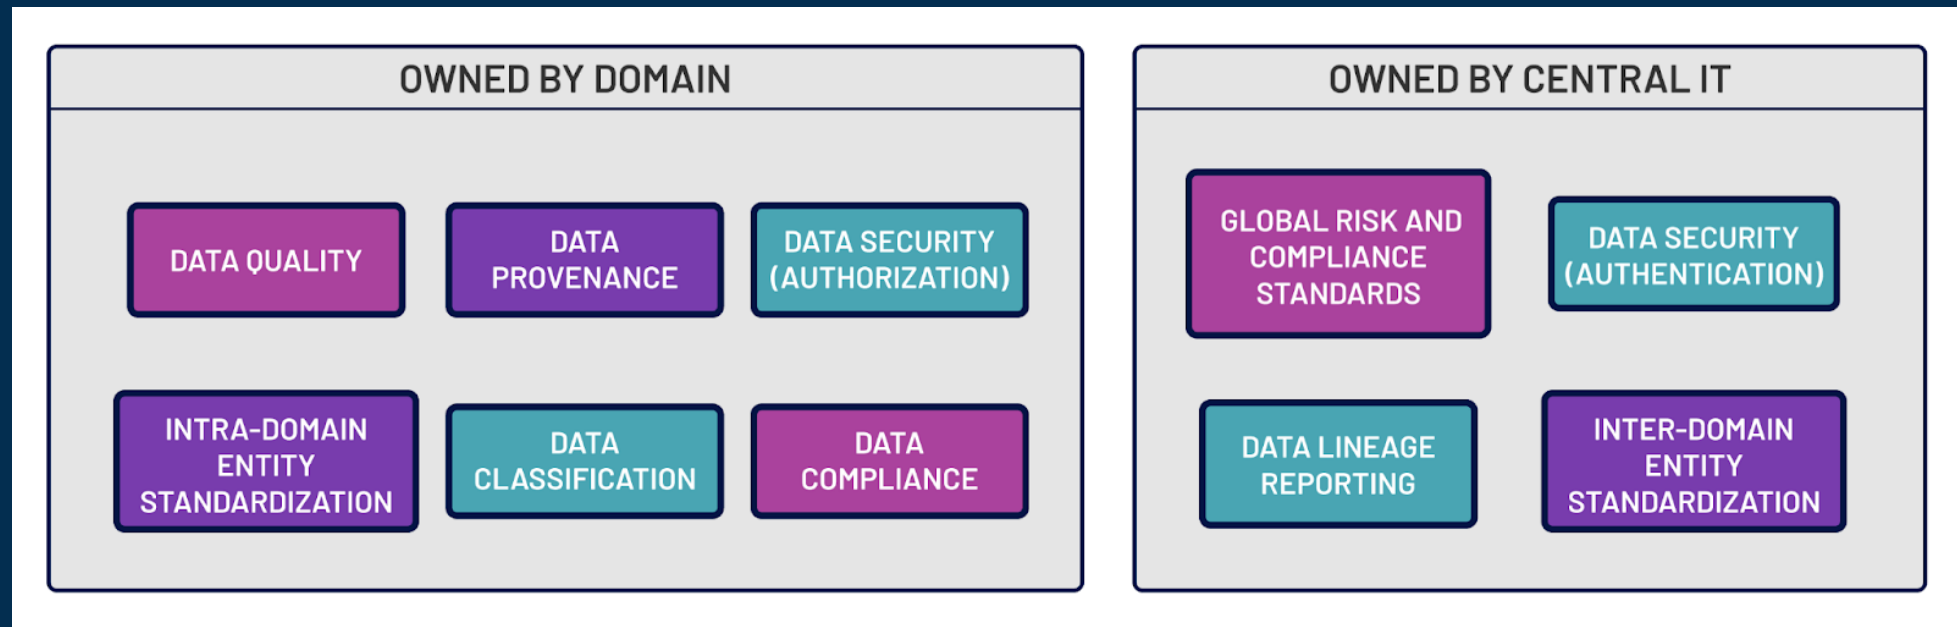 OWNED BY DOMAIN
DATA QUALITY
DATA
PROVENANCE
DATA SECURITY
(AUTHORIZATION)
INTRA-DOMAIN
ENTITY
STANDARDIZATION
DATA
CLASSIFICATION
DATA
COMPLIANCE
OWNED BY CENTRAL IT
GLOBAL RISK AND
COMPLIANCE
STANDARDS
DATA SECURITY
(AUTHENTICATION)
DATA LINEAGE
REPORTING
INTER-DOMAIN
ENTITY
STANDARDIZATION